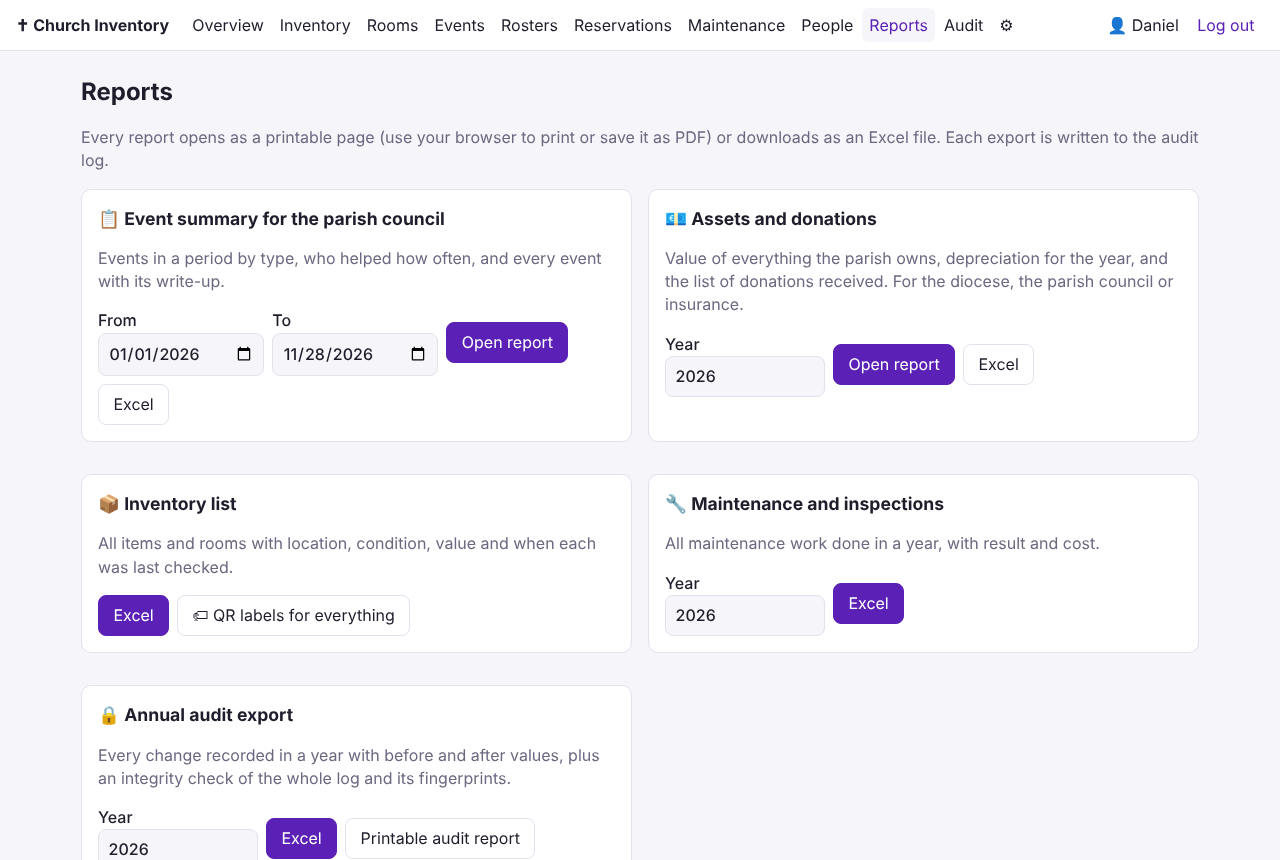 ✝ Church Inventory Overview Inventory Rooms Events Rosters Reservations Maintenance People Reports Audit ⚙ 👤 Daniel Log out
Reports
Every report opens as a printable page (use your browser to print or save it as PDF) or downloads as an Excel file. Each export is written to the audit
log.
📋 Event summary for the parish council
Events in a period by type, who helped how often, and every event
with its write-up.
From To
01/01/2026 11/28/2026 Open report
Excel
💶 Assets and donations
Value of everything the parish owns, depreciation for the year, and
the list of donations received. For the diocese, the parish council or
insurance.
Year
2026 Open report Excel
📦 Inventory list
All items and rooms with location, condition, value and when each
was last checked.
Excel 🏷 QR labels for everything
🔧 Maintenance and inspections
All maintenance work done in a year, with result and cost.
Year
2026 Excel
🔒 Annual audit export
Every change recorded in a year with before and after values, plus
an integrity check of the whole log and its fingerprints.
Year
2026 Excel Printable audit report